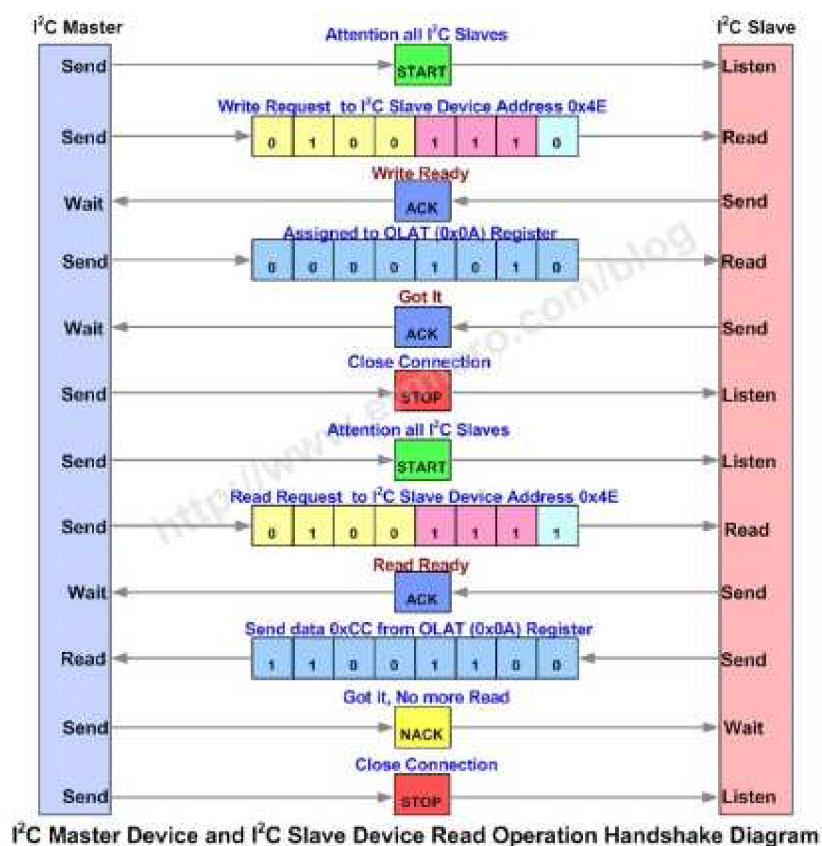 I²C Master I²C Slave
Attention all I²C Slaves
Send START Listen
Write Request to I²C Slave Device Address 0x4E
Send 0 1 0 0 1 1 1 0 Read
Write Ready
Wait ACK Send
Assigned to OLAT (0x0A) Register
Send 0 0 0 0 1 0 1 0 Read
Got It
Wait ACK Send
Close Connection
Send STOP Listen
Attention all I²C Slaves
Send START Listen
Read Request to I²C Slave Device Address 0x4E
Send 0 1 0 0 1 1 1 1 Read
Read Ready
Wait ACK Send
Send data 0xCC from OLAT (0x0A) Register
Read 1 1 0 0 1 1 0 0 Send
Got it, No more Read
Send NACK Wait
Close Connection
Send STOP Listen
I²C Master Device and I²C Slave Device Read Operation Handshake Diagram